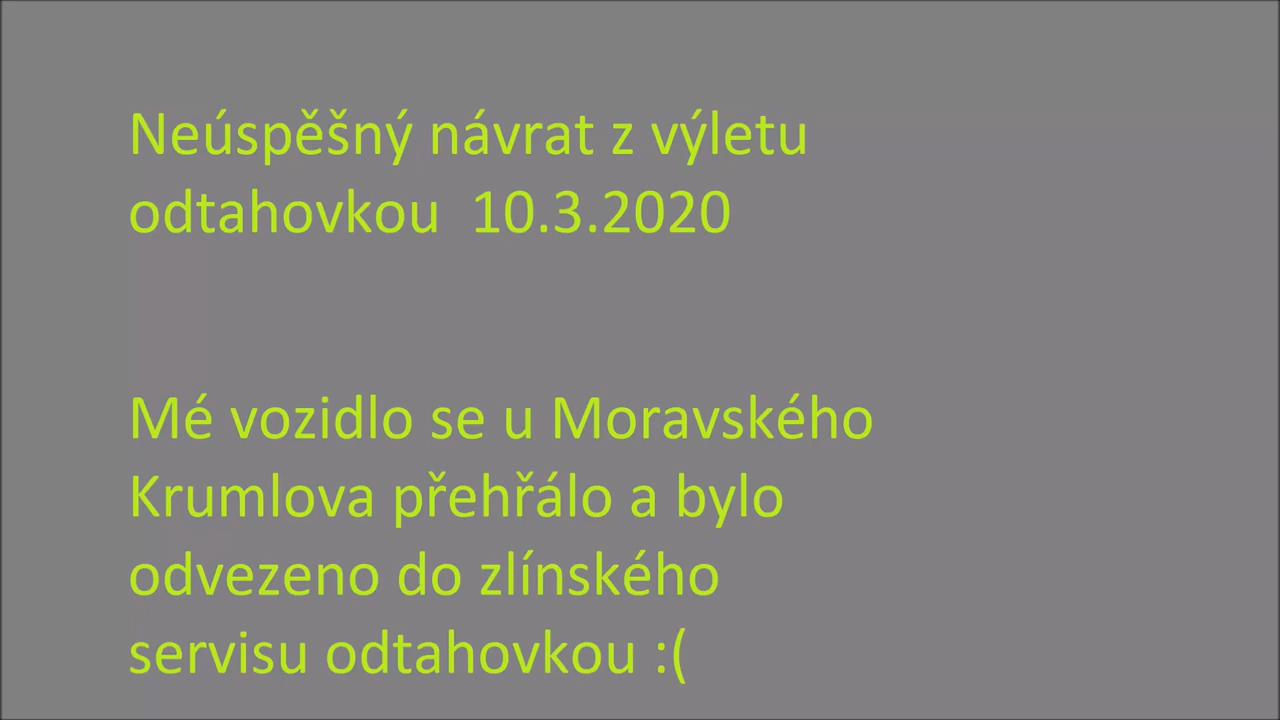 Neúspěšný návrat z výletu
odtahovkou  10.3.2020
Mé vozidlo se u Moravského
Krumlova přehřálo a bylo
odvezeno do zlínského
servisu odtahovkou :(